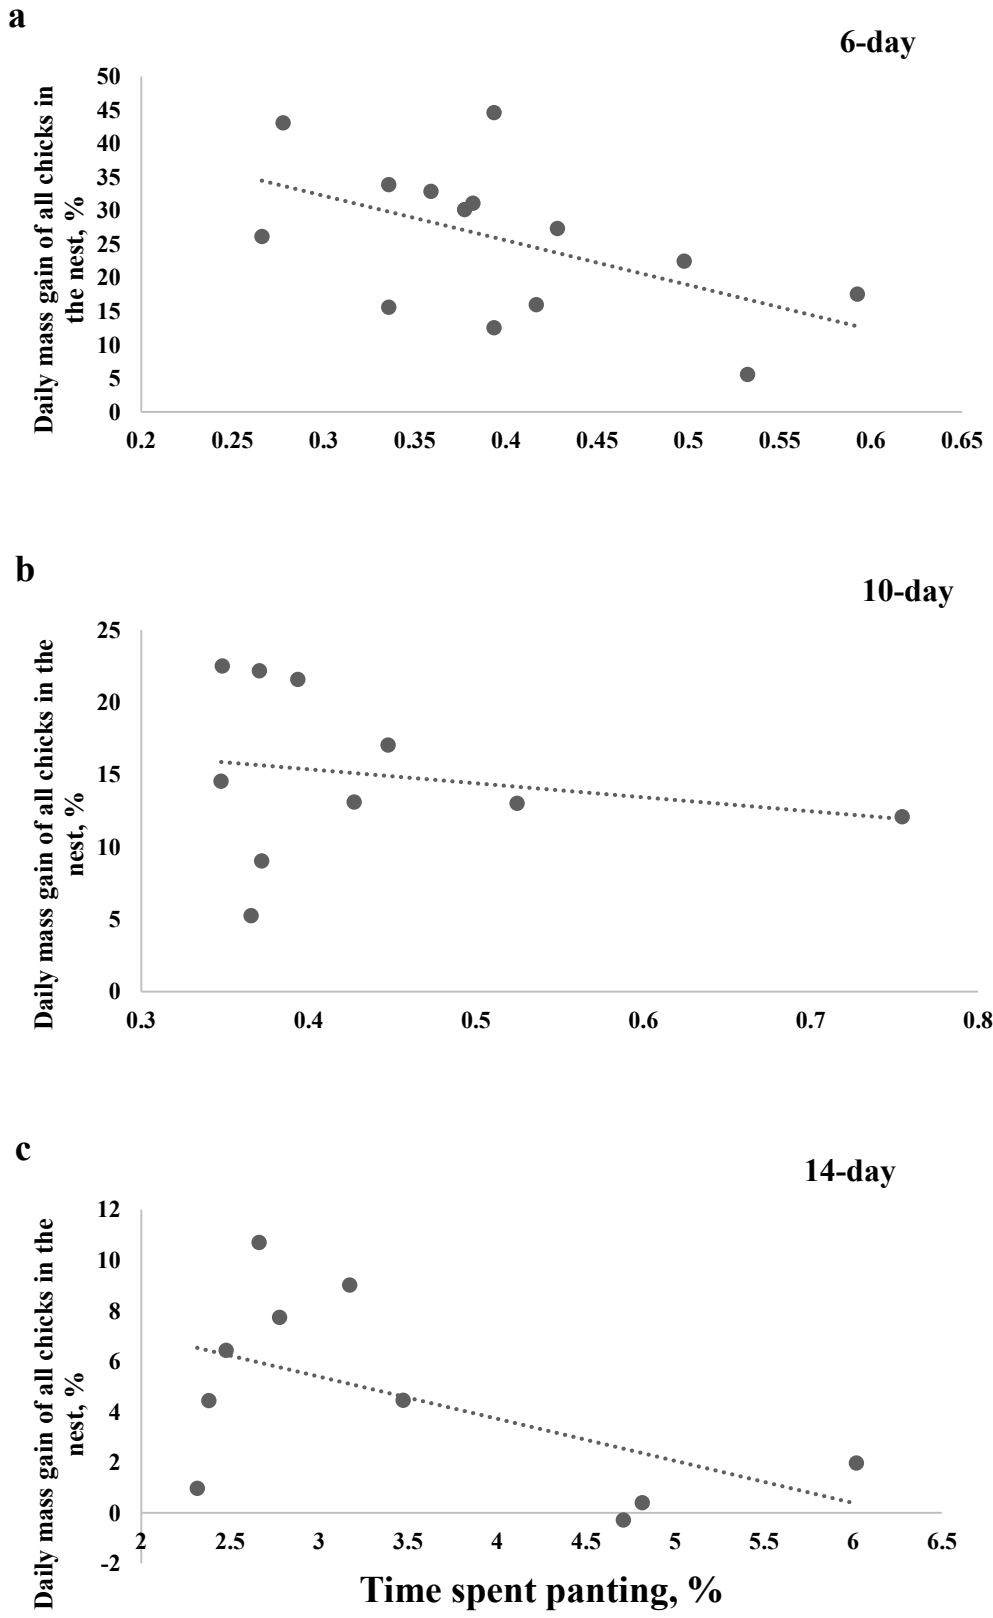 a
6-day
Daily mass gain of all chicks in
the nest, %
50
45
40
35
30
25
20
15
10
5
0
0.2 0.25 0.3 0.35 0.4 0.45 0.5 0.55 0.6 0.65
b
10-day
Daily mass gain of all chicks in the
nest, %
25
20
15
10
5
0
0.3 0.4 0.5 0.6 0.7 0.8
c
14-day
Daily mass gain of all chicks in the
nest, %
12
10
8
6
4
2
0
-2
2 2.5 3 3.5 4 4.5 5 5.5 6 6.5
Time spent panting, %